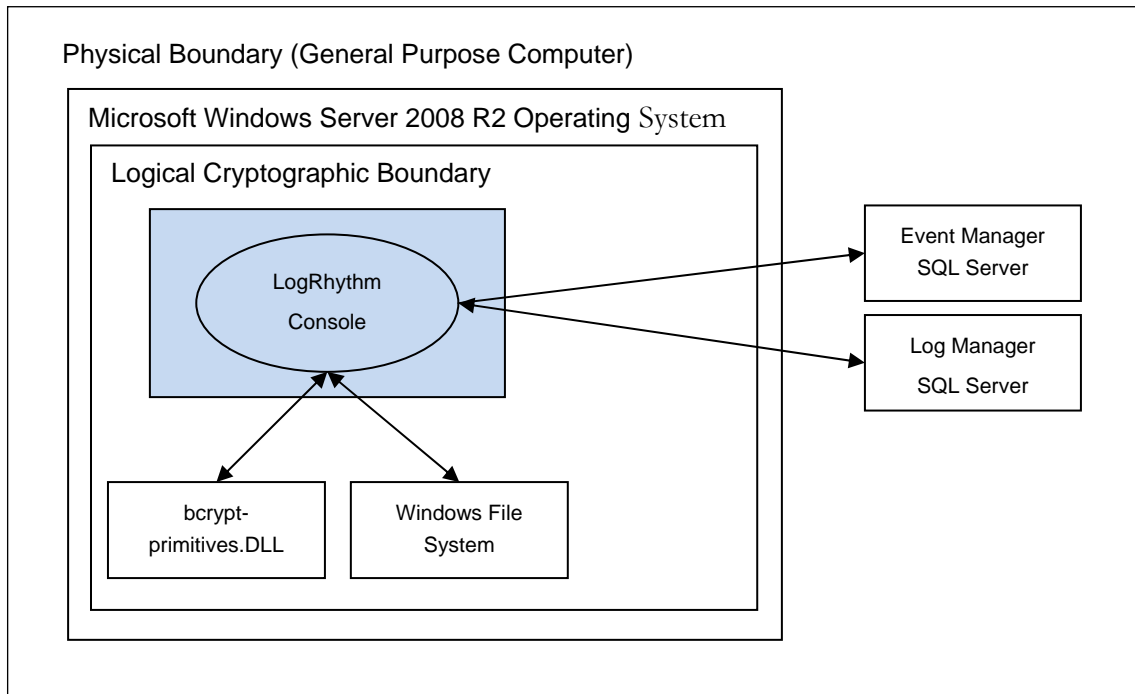 Physical Boundary (General Purpose Computer)
Microsoft Windows Server 2008 R2 Operating System
Logical Cryptographic Boundary
LogRhythm
Console
Event Manager
SQL Server
Log Manager
SQL Server
bcrypt-
primitives.DLL
Windows File
System